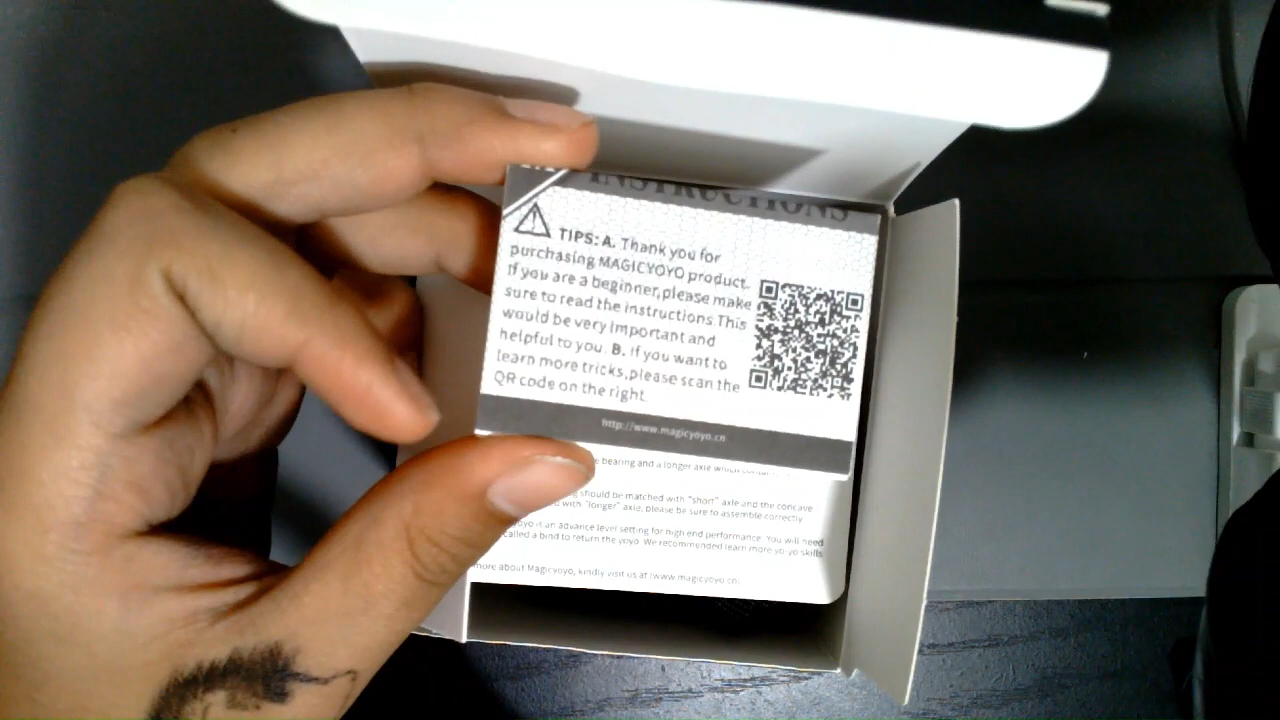 INSTRUCTIONS
TIPS: A. Thank you for
purchasing MAGICYOYO product.
If you are a beginner,please make
sure to read the instructions.This
would be very important and
helpful to you. B. If you want to
learn more tricks,please scan the
QR code on the right.
http://www.magicyoyo.cn
bearing and a longer axle which
should be matched with "short" axle and the concave
with "longer" axle, please be sure to assemble correctly
it an advance level setting for high end performance. You will need
called a bind to return the yoyo. We recommended learn more yo-yo skills
more about Magicyoyo, kindly visit us at www.magicyoyo.cn